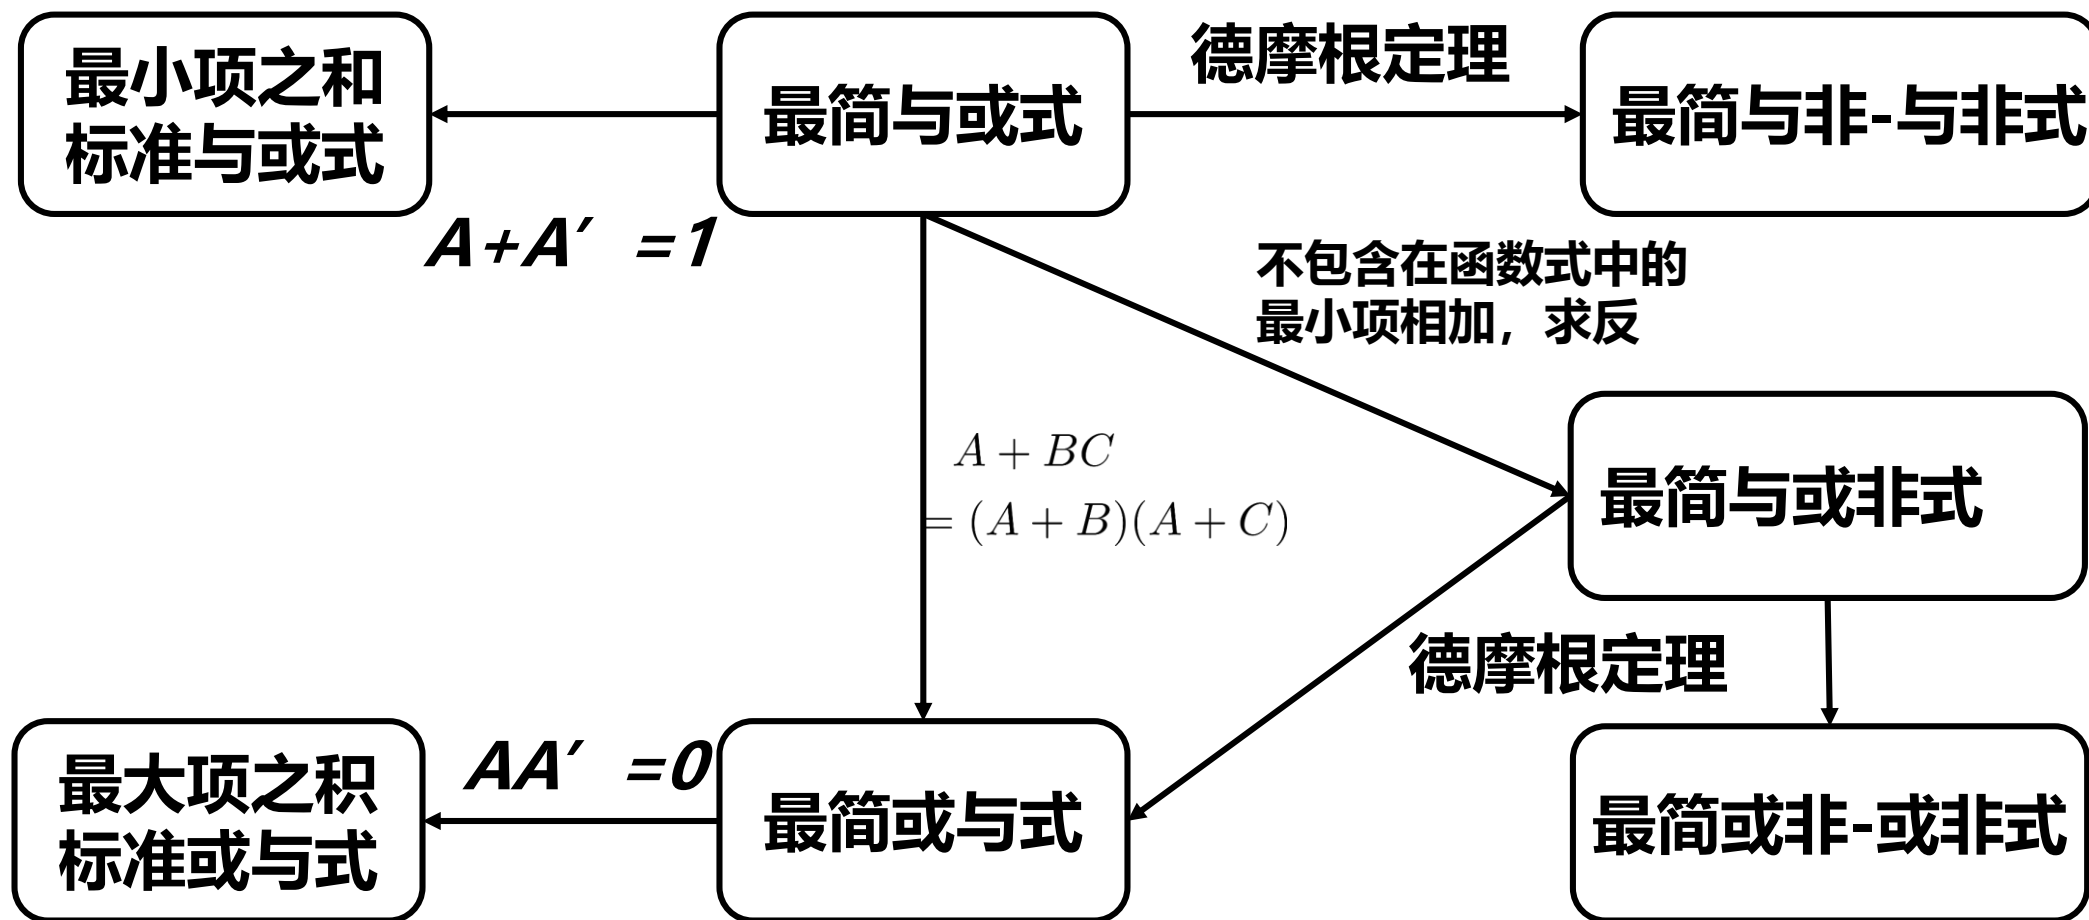 最小项之和
标准与或式
最简与或式
德摩根定理
最简与非-与非式
A+A′ =1
不包含在函数式中的
最小项相加，求反
A + BC
= (A + B)(A + C)
最简与或非式
德摩根定理
最大项之积
标准或与式
AA′ =0
最简或与式
最简或非-或非式